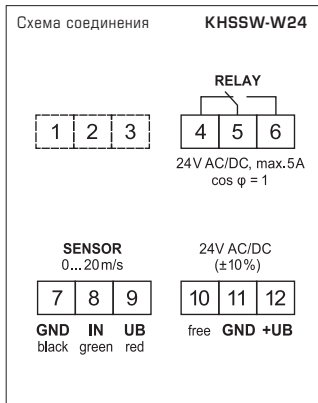 Схема соединения KHSSW-W24
RELAY
1 2 3 4 5 6
24V AC/DC, max.5A
cos φ = 1
SENSOR
0...20m/s
24V AC/DC
(±10%)
7 8 9 10 11 12
GND IN UB free GND +UB
black green red